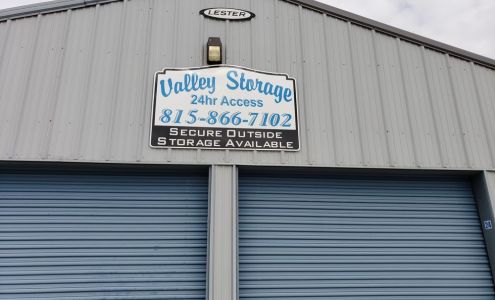 LESTER
Valley Storage
24hr Access
815-866-7102
SECURE OUTSIDE
STORAGE AVAILABLE